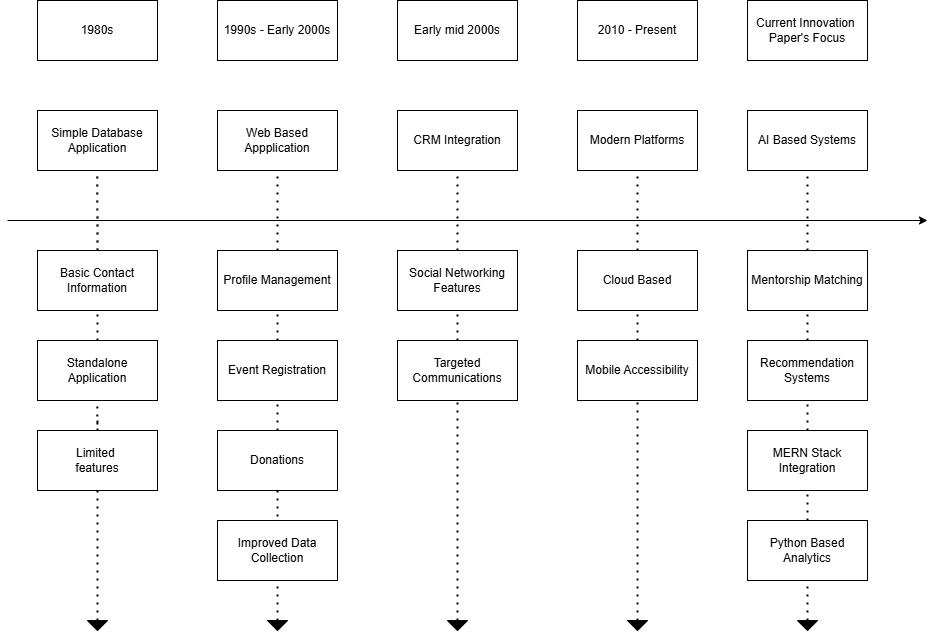 1980s
1990s - Early 2000s
Early mid 2000s
2010 - Present
Current Innovation
Paper's Focus
Simple Database
Application
Web Based
Appplication
CRM Integration
Modern Platforms
AI Based Systems
Basic Contact
Information
Profile Management
Social Networking
Features
Cloud Based
Mentorship Matching
Standalone
Application
Event Registration
Targeted
Communications
Mobile Accessibility
Recommendation
Systems
Limited
features
Donations
MERN Stack
Integration
Improved Data
Collection
Python Based
Analytics